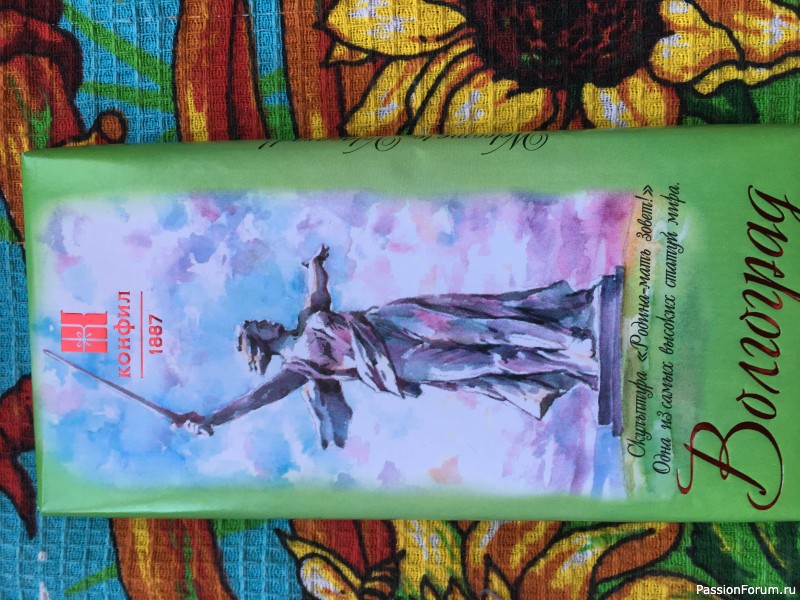 КОНФИЛ
1887
Скульптура «Родина-мать зовет!»
Одна из самых высоких статуй мира.
Волгоград
PassionForum.ru